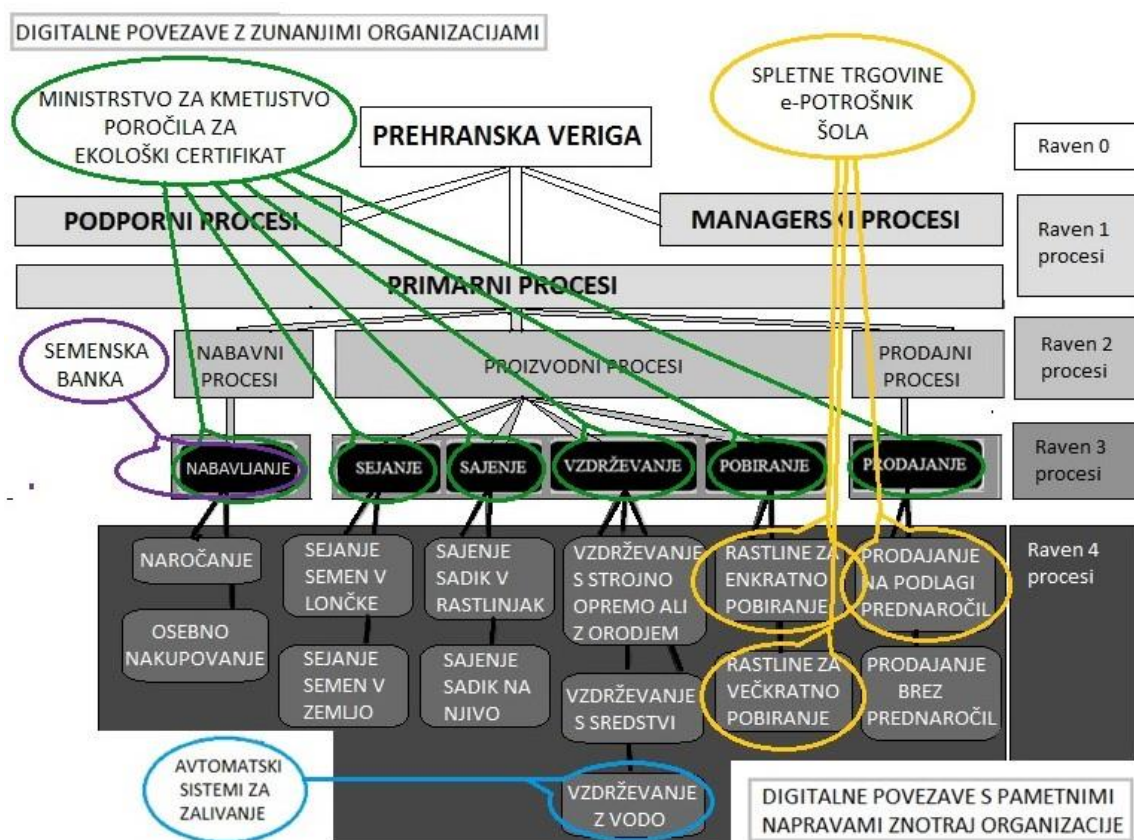 DIGITALNE POVEZAVE Z ZUNANJIMI ORGANIZACIJAMI
MINISTRSTVO ZA KMETIJSTVO
POROČILA ZA
EKOLOŠKI CERTIFIKAT
SPLETNE TRGOVINE
e-POTROŠNIK
ŠOLA
PREHRANSKA VERIGA
Raven 0
PODPORNI PROCESI
MANAGERSKI PROCESI
Raven 1
procesi
PRIMARNI PROCESI
SEMENSKA
BANKA
NABAVNI
PROCESI
PROIZVODNI PROCESI
PRODAJNI
PROCESI
Raven 2
procesi
NABAVLJANJE
SEJANJE
SAJENJE
VZDRŽEVANJE
POBIRANJE
PRODAJANJE
Raven 3
procesi
NAROČANJE
OSEBNO
NAKUPOVANJE
SEJANJE
SEMEN V
LONČKE
SEJANJE
SEMEN V
ZEMLJO
SAJENJE
SADIK V
RASTLINJAK
SAJENJE
SADIK NA
NJIVO
VZDRŽEVANJE
S STROJNO
OPREMO ALI
Z ORODJEM
VZDRŽEVANJE
S SREDSTVI
VZDRŽEVANJE
Z VODO
RASTLINE ZA
ENKRATNO
POBIRANJE
RASTLINE ZA
VEČKRATNO
POBIRANJE
PRODAJANJE
NA PODLAGI
PREDNAROČIL
PRODAJANJE
BREZ
PREDNAROČIL
Raven 4
procesi
AVTOMATSKI
SISTEMI ZA
ZALIVANJE
DIGITALNE POVEZAVE S PAMETNIMI
NAPRAVAMI ZNOTRAJ ORGANIZACIJE